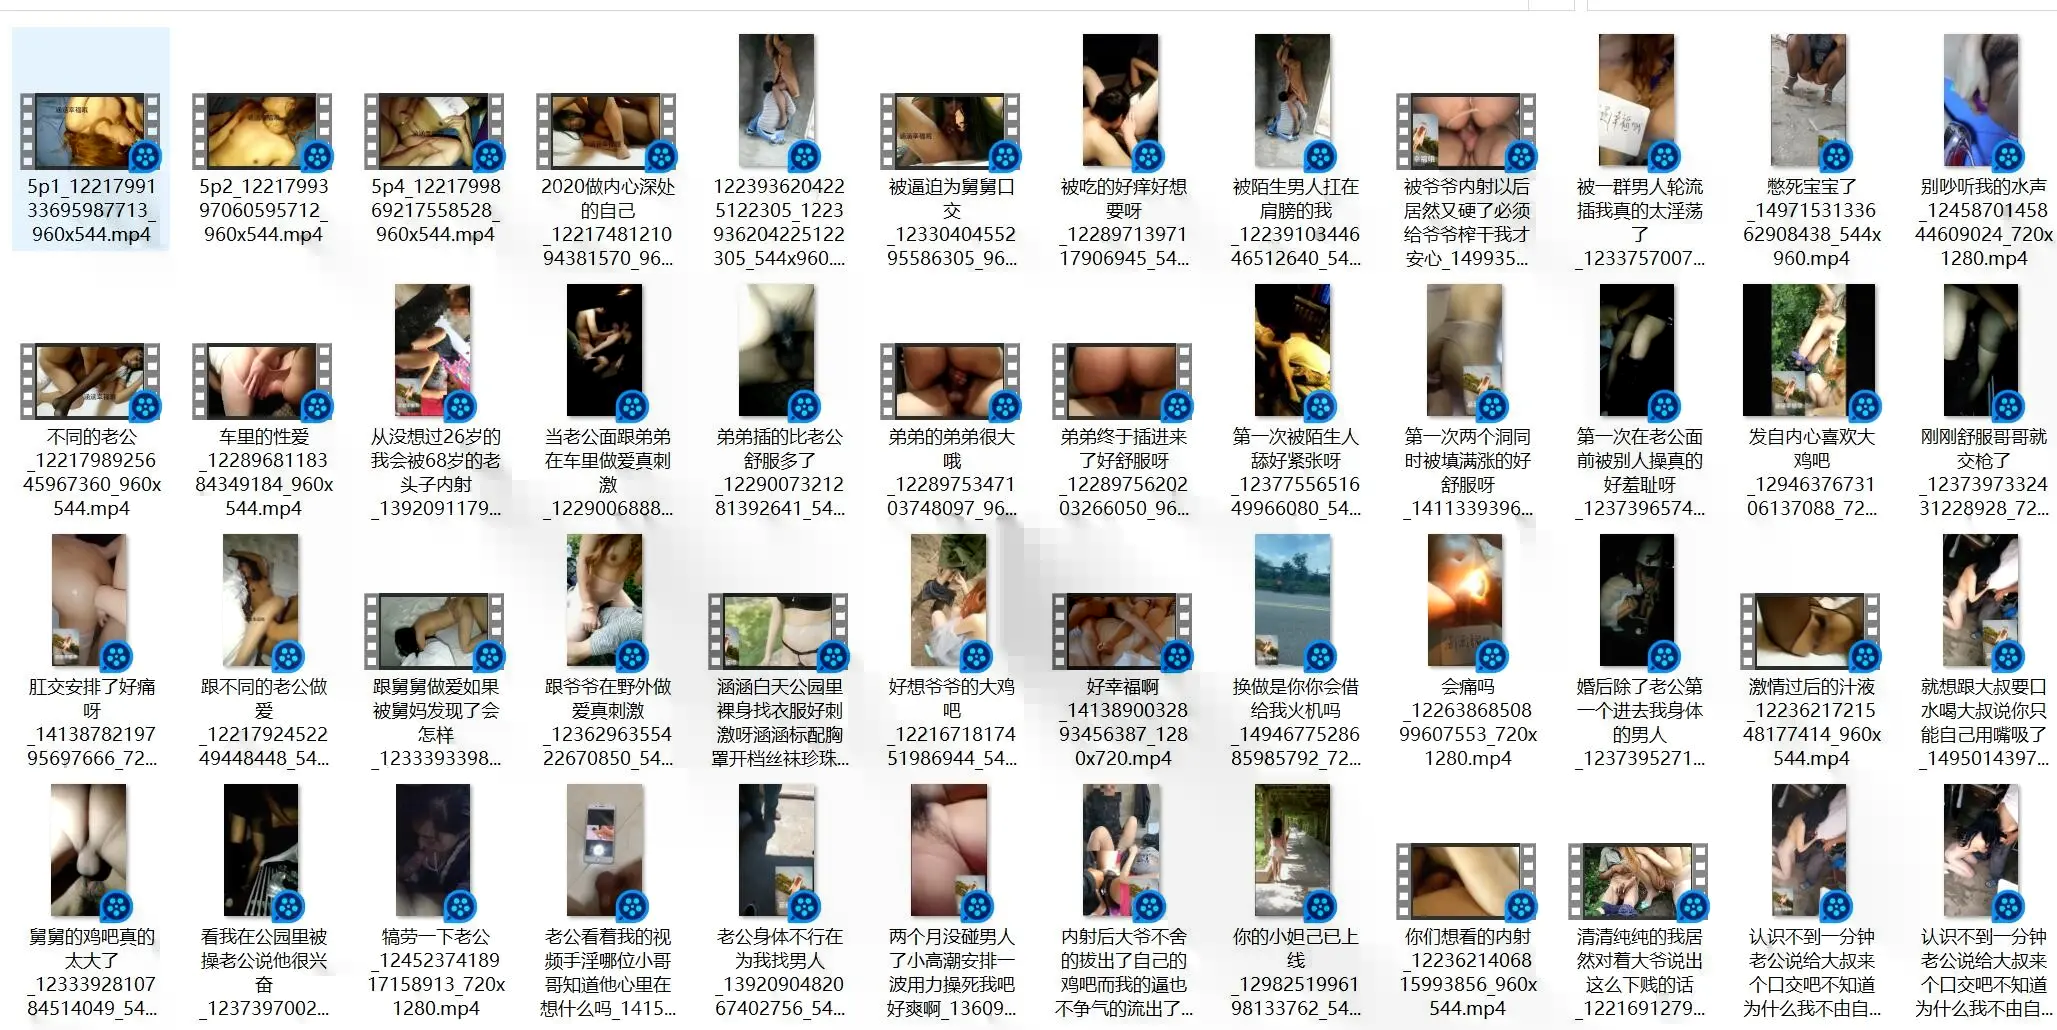 5p1_12217991
33695987713_
960x544.mp4
5p2_12217993
97060595712_
960x544.mp4
5p4_12217998
69217558528_
960x544.mp4
2020做内心深处
的自己
_12217481210
94381570_96...
122393620422
5122305_1223
936204225122
305_544x960....
被逼迫为舅舅口
交
_12330404552
95586305_96...
被吃的好痒好想
要呀
_12289713971
17906945_54...
被陌生男人扛在
肩膀的我
_12239103446
46512640_54...
被爷爷内射以后
居然又硬了必须
给爷爷榨干我才
安心_149935...
被一群男人轮流
插我真的太淫荡
了
_1233757007...
憋死宝宝了
_14971531336
62908438_544x
960.mp4
别吵听我的水声
_12458701458
44609024_720x
1280.mp4
不同的老公
_12217989256
45967360_960x
544.mp4
车里的性爱
_12289681183
84349184_960x
544.mp4
从没想过26岁的
我会被68岁的老
头子内射
_1392091179...
当老公面跟弟弟
在车里做爱真刺
激
_1229006888...
弟弟插的比老公
舒服多了
_12290073212
81392641_54...
弟弟的弟弟很大
哦
_12289753471
03748097_96...
弟弟终于插进来
了好舒服呀
_12289756202
03266050_96...
第一次被陌生人
舔好紧张呀
_12377556516
49966080_54...
第一次两个洞同
时被填满涨的好
舒服呀
_1411339396...
第一次在老公面
前被别人操真的
好羞耻呀
_1237396574...
发自内心喜欢大
鸡吧
_12946376731
06137088_72...
刚刚舒服哥哥就
交枪了
_12373973324
31228928_72...
肛交安排了好痛
呀
_14138782197
95697666_72...
跟不同的老公做
爱
_12217924522
49448448_54...
跟舅舅做爱如果
被舅妈发现了会
怎样
_1233393398...
跟爷爷在野外做
爱真刺激
_12362963554
22670850_54...
涵涵白天公园里
裸身找衣服好刺
激呀涵涵标配胸
罩开档丝袜珍珠...
好想爷爷的大鸡
吧
_12216718174
51986944_54...
好幸福啊
_14138900328
93456387_128
0x720.mp4
换做是你你会借
给我火机吗
_14946775286
85985792_72...
会痛吗
_12263868508
99607553_720x
1280.mp4
婚后除了老公第
一个进去我身体
的男人
_1237395271...
激情过后的汁液
_12236217215
48177414_960x
544.mp4
就想跟大叔要口
水喝大叔说你只
能自己用嘴吸了
_1495014397...
舅舅的鸡吧真的
太大了
_12333928107
84514049_54...
看我在公园里被
操老公说他很兴
奋
_1237397002...
犒劳一下老公
_12452374189
17158913_720x
1280.mp4
老公看着我的视
频手淫哪位小哥
哥知道他心里在
想什么吗_1415...
老公身体不行在
为我找男人
_13920904820
67402756_54...
两个月没碰男人
了小高潮安排一
波用力操死我吧
好爽啊_13609...
内射后大爷不舍
的拔出了自己的
鸡吧而我的逼也
不争气的流出了...
你的小妲己已上
线
_12982519961
98133762_54...
你们想看的内射
_12236214068
15993856_960x
544.mp4
清清纯纯的我居
然对着大爷说出
这么下贱的话
_1221691279...
认识不到一分钟
老公说给大叔来
个口交吧不知道
为什么我不由自...
认识不到一分钟
老公说给大叔来
个口交吧不知道
为什么我不由自...